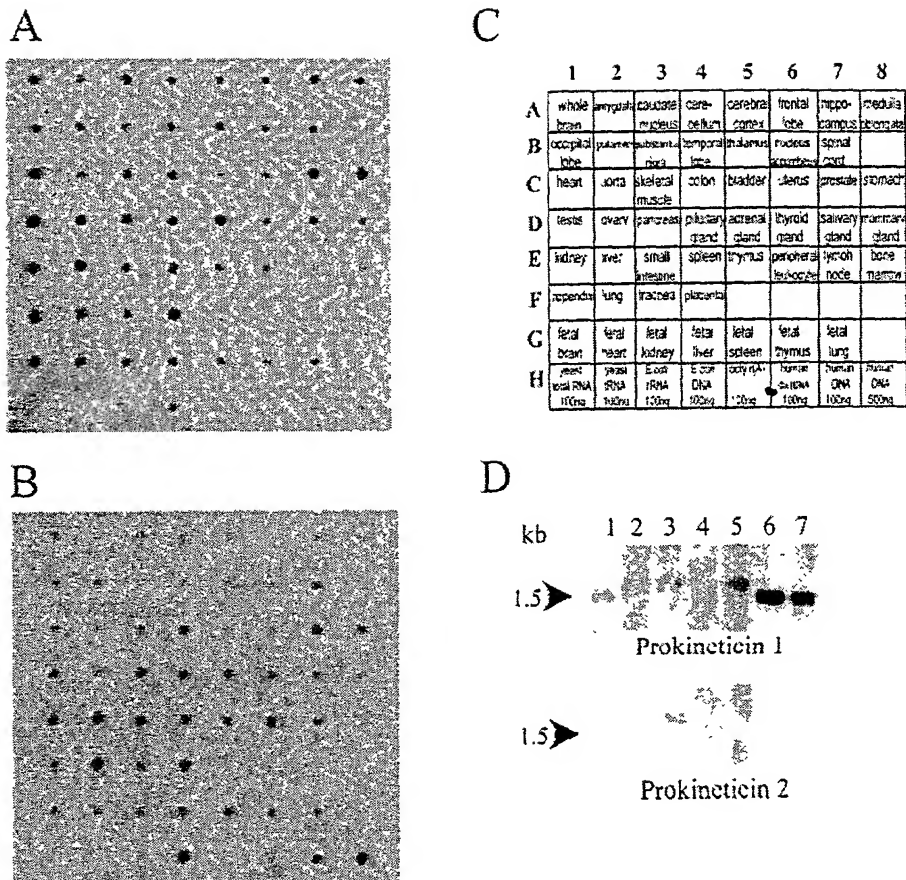 A
C
1 2 3 4 5 6 7 8
A whole brain amygdala caudate nucleus cere-bellum cerebral cortex frontal lobe hippo-campus medulla oblongata
B occipital lobe putamen substantia nigra temporal lobe thalamus nucleus accumbens spinal cord
C heart aorta skeletal muscle colon bladder uterus prostate stomach
D testis ovary pancreas pituitary gland adrenal gland thyroid gland salivary gland mammary gland
E kidney liver small intestine spleen thymus peripheral leukocyte lymph node bone marrow
F appendix lung trachea placenta
G fetal brain fetal heart fetal kidney fetal liver fetal spleen fetal thymus fetal lung
H yeast total RNA 100ng yeast tRNA 100ng E.coli rRNA 100ng E.coli DNA 100ng 100ng human 100ng human DNA 100ng human DNA 500ng
B
D
kb 1 2 3 4 5 6 7
1.5
Prokineticin 1
1.5
Prokineticin 2